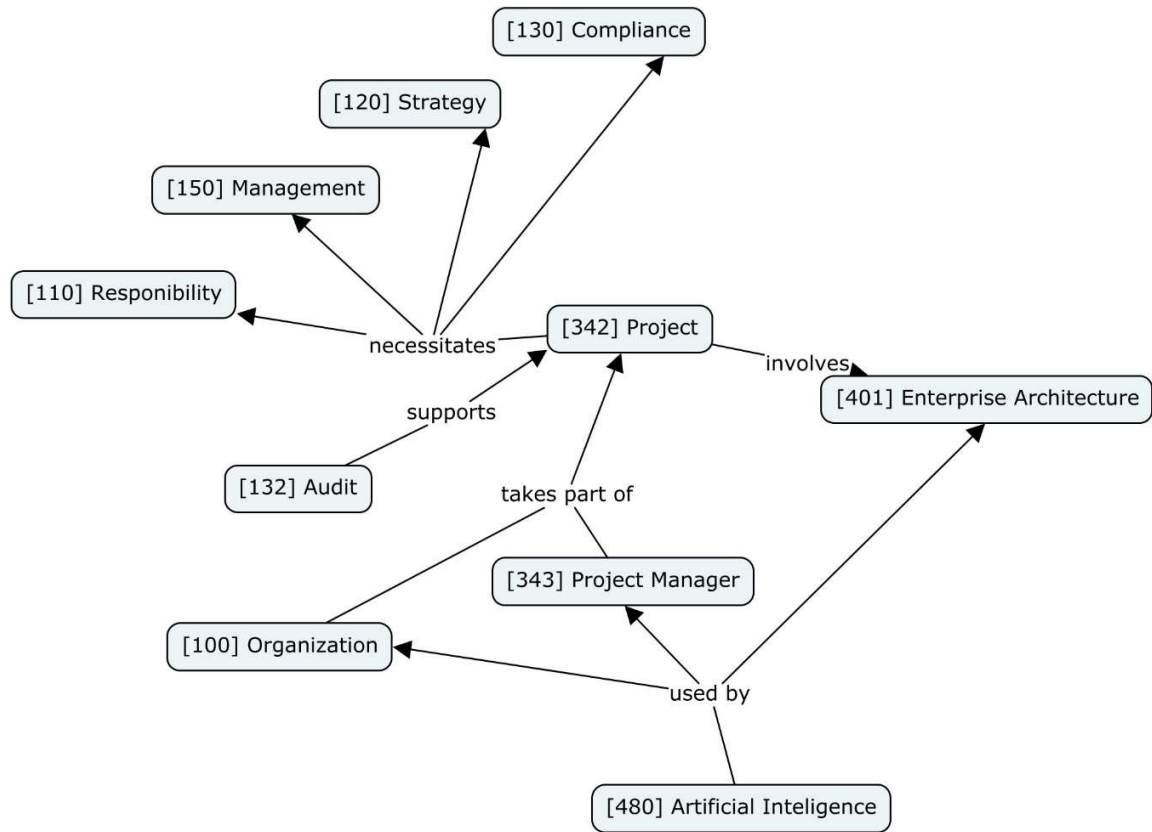 [130] Compliance
[120] Strategy
[150] Management
[110] Responibility
[342] Project
necessitates
involves
[401] Enterprise Architecture
supports
[132] Audit
takes part of
[343] Project Manager
[100] Organization
used by
[480] Artificial Inteligence